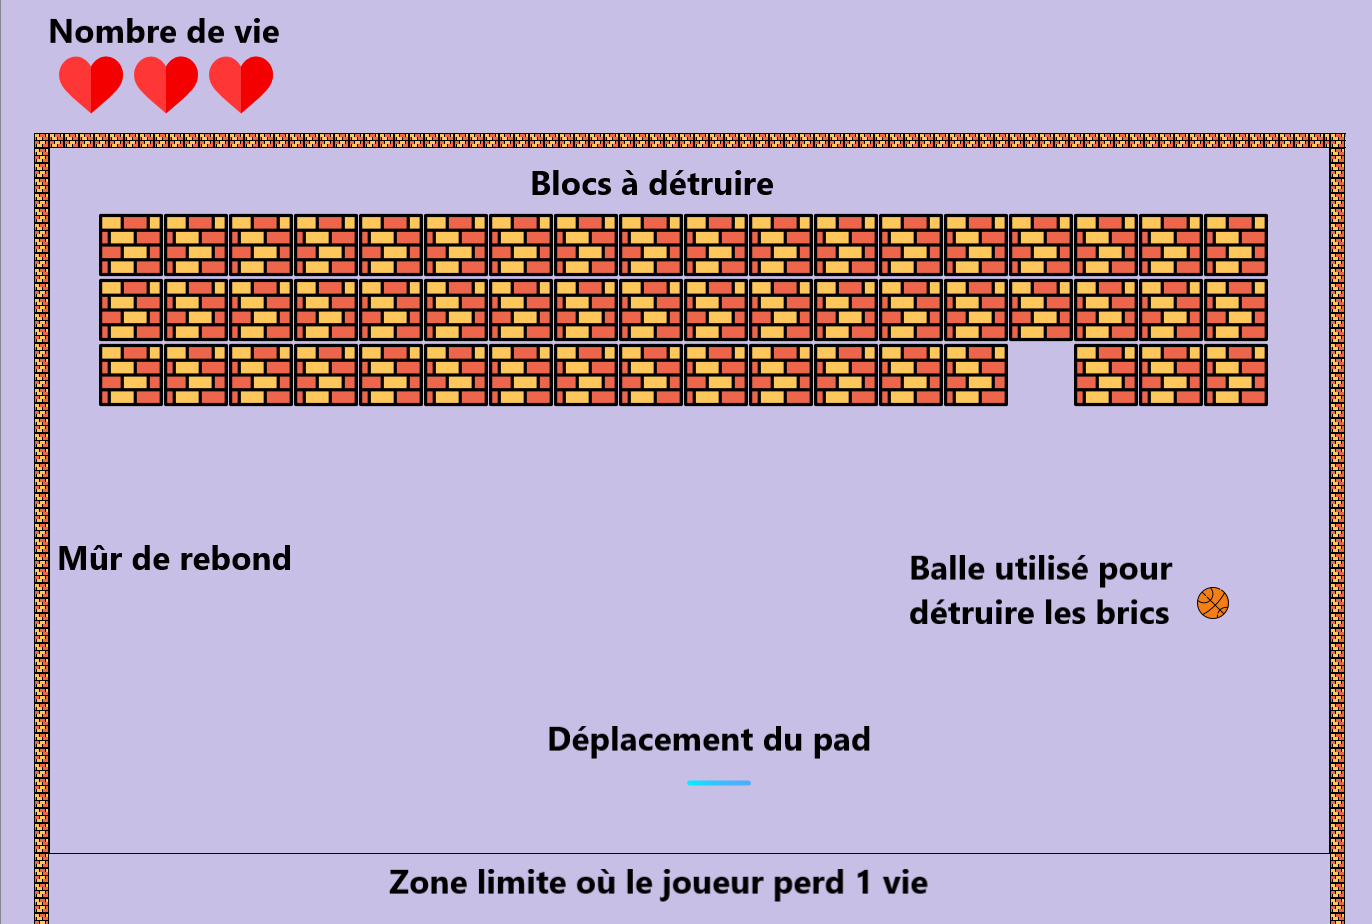 Nombre de vie
Blocs à détruire
Mûr de rebond
Balle utilisé pour
détruire les brics
Déplacement du pad
Zone limite où le joueur perd 1 vie